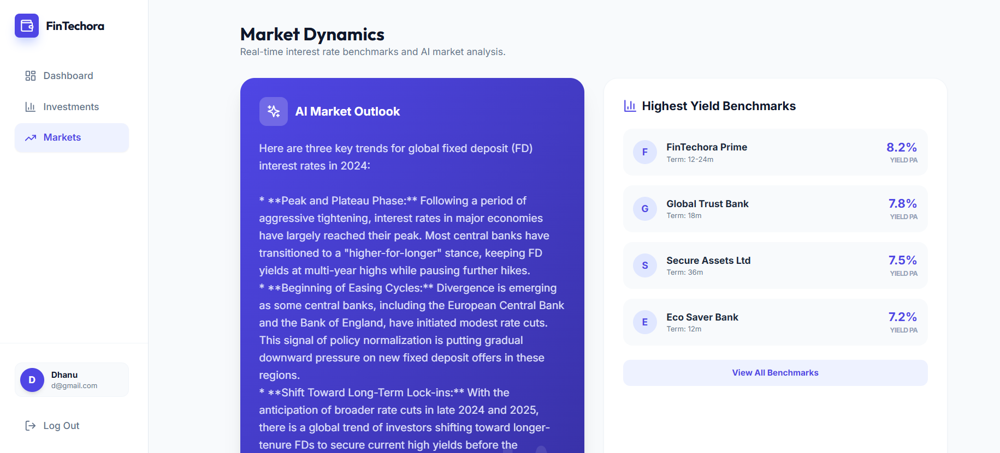 FinTechora
Dashboard
Investments
Markets
Dhanu
d@gmail.com
Log Out
Market Dynamics
Real-time interest rate benchmarks and AI market analysis.
AI Market Outlook
Here are three key trends for global fixed deposit (FD)
interest rates in 2024:
* **Peak and Plateau Phase:** Following a period of
aggressive tightening, interest rates in major economies
have largely reached their peak. Most central banks have
transitioned to a "higher-for-longer" stance, keeping FD
yields at multi-year highs while pausing further hikes.
* **Beginning of Easing Cycles:** Divergence is emerging
as some central banks, including the European Central Bank
and the Bank of England, have initiated modest rate cuts.
This signal of policy normalization is putting gradual
downward pressure on new fixed deposit offers in these
regions.
* **Shift Toward Long-Term Lock-ins:** With the
anticipation of broader rate cuts in late 2024 and 2025,
there is a global trend of investors shifting toward longer-
tenure FDs to secure current high yields before the
Highest Yield Benchmarks
F
FinTechora Prime
Term: 12-24m
8.2%
YIELD PA
G
Global Trust Bank
Term: 18m
7.8%
YIELD PA
S
Secure Assets Ltd
Term: 36m
7.5%
YIELD PA
E
Eco Saver Bank
Term: 12m
7.2%
YIELD PA
View All Benchmarks
D